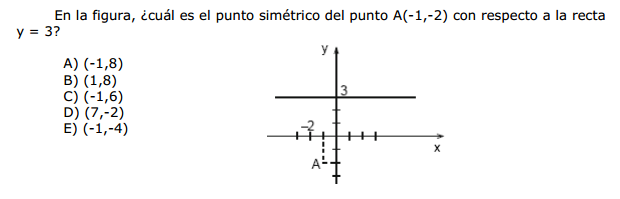 En la figura, ¿cuál es el punto simétrico del punto A(-1,-2) con respecto a la recta
y = 3?
A) (-1,8)
B) (1,8)
C) (-1,6)
D) (7,-2)
E) (-1,-4)
y
3
-2
x
A